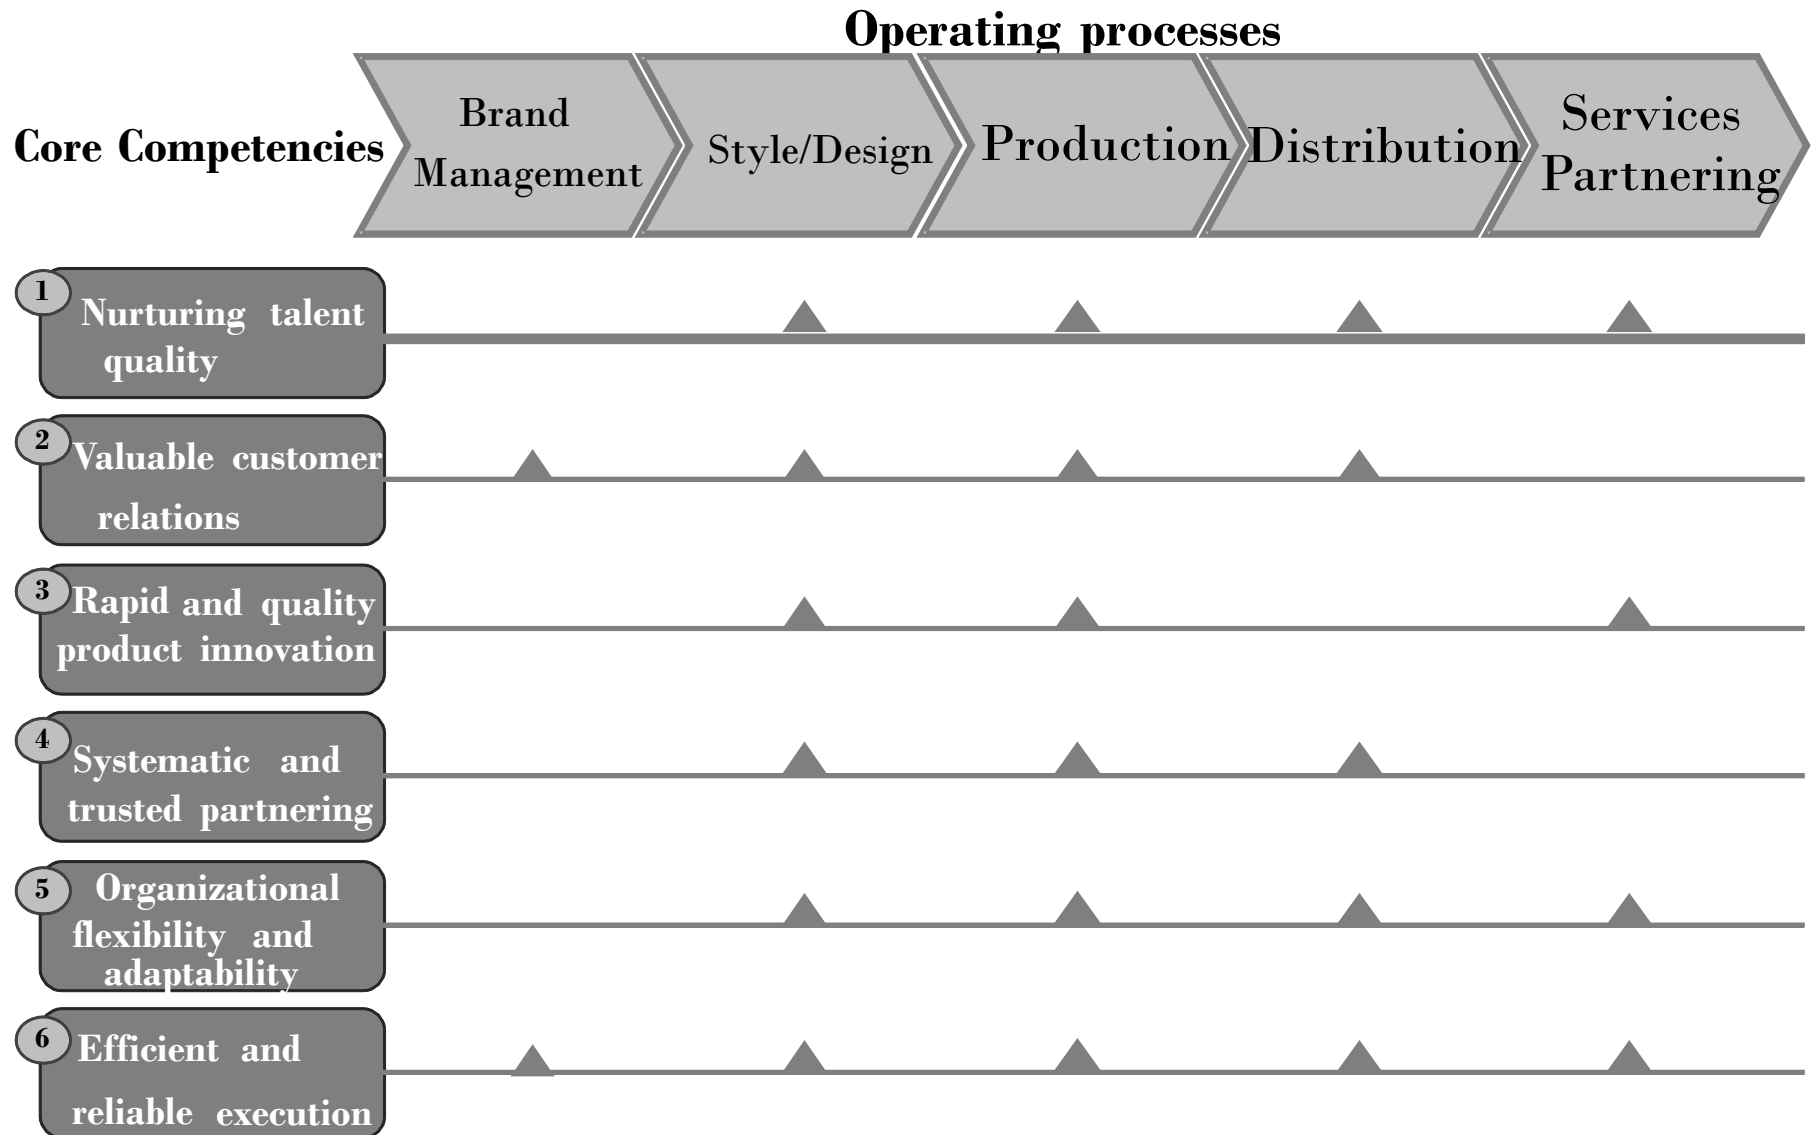 Operating processes
Core Competencies
Brand
Management
Style/Design
Production
Distribution
Services
Partnering
1
Nurturing talent
quality
2
Valuable customer
relations
3
Rapid and quality
product innovation
4
Systematic and
trusted partnering
5
Organizational
flexibility and
adaptability
6
Efficient and
reliable execution